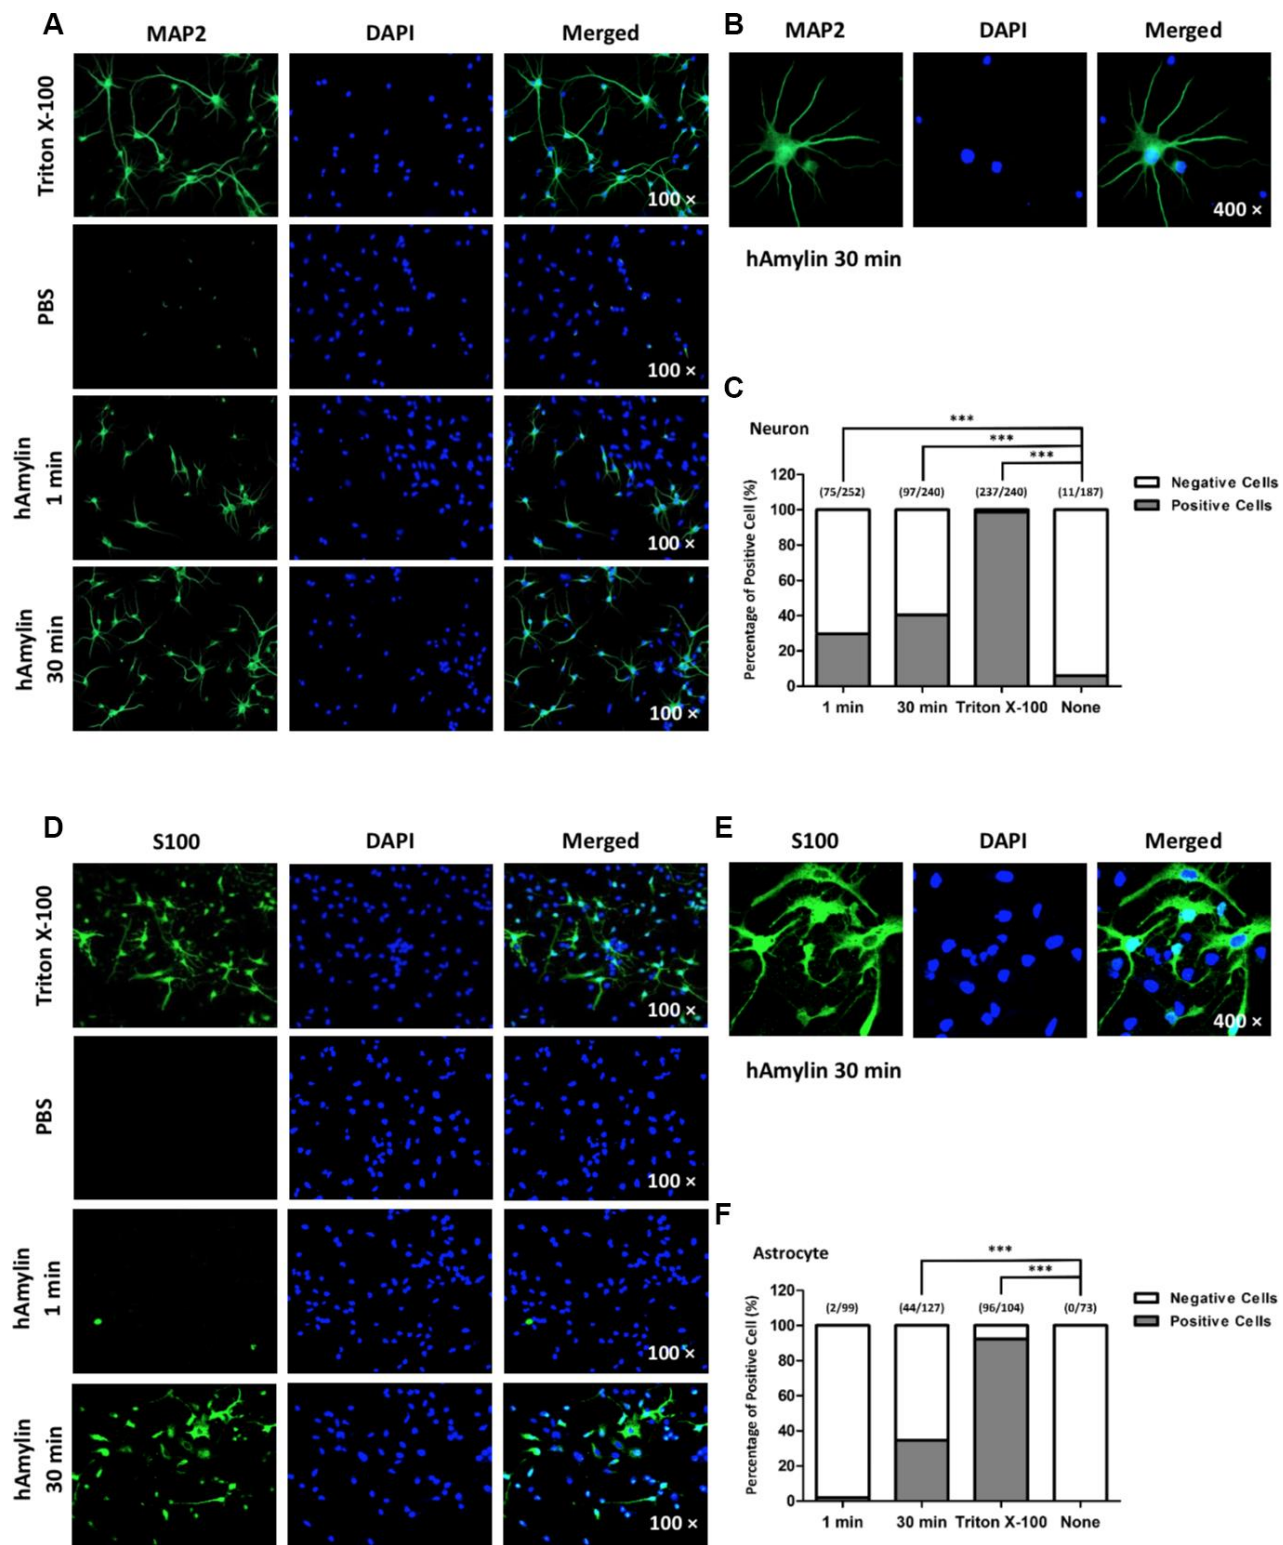 A
MAP2 DAPI Merged
Triton X-100
100 ×
PBS
100 ×
hAmylin
1 min
100 ×
hAmylin
30 min
100 ×
B
MAP2 DAPI Merged
400 ×
hAmylin 30 min
C
Neuron
***
***
***
Percentage of Positive Cell (%)
120
100
80
60
40
20
0
(75/252) (97/240) (237/240) (11/187)
1 min 30 min Triton X-100 None
Negative Cells
Positive Cells
D
S100 DAPI Merged
Triton X-100
100 ×
PBS
100 ×
hAmylin
1 min
100 ×
hAmylin
30 min
100 ×
E
S100 DAPI Merged
400 ×
hAmylin 30 min
F
Astrocyte
***
***
Percentage of Positive Cell (%)
120
100
80
60
40
20
0
(2/99) (44/127) (96/104) (0/73)
1 min 30 min Triton X-100 None
Negative Cells
Positive Cells